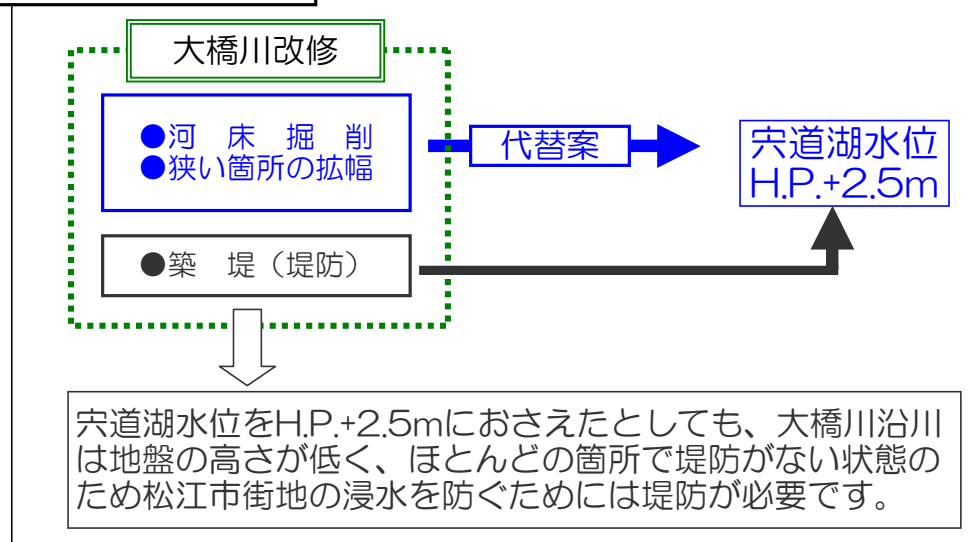 大橋川改修
●河　床　掘　削
●狭い箇所の拡幅
代替案
宍道湖水位
H.P.+2.5m
●築　堤（堤防）
宍道湖水位をH.P.+2.5mにおさえたとしても、大橋川沿川
は地盤の高さが低く、ほとんどの箇所で堤防がない状態の
ため松江市街地の浸水を防ぐためには堤防が必要です。